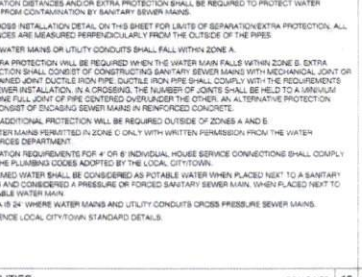 ATION DISTANCES AND/OR EXTRA PROTECTION SHALL BE REQUIRED TO PROTECT WATER
FROM CONTAMINATION BY SANITARY SEWER MAINS.
OSS INSTALLATION DETAIL ON THIS SHEET FOR LIMITS OF SEPARATION/EXTRA PROTECTION. ALL
NCES ARE MEASURED PERPENDICULARLY FROM THE OUTSIDE OF THE PIPES.
WATER MAINS OR UTILITY CONDUITS SHALL FALL WITHIN ZONE A.
RA PROTECTION WILL BE REQUIRED WHEN THE WATER MAIN FALLS WITHIN ZONE B. EXTRA
CTION SHALL CONSIST OF CONSTRUCTING SANITARY SEWER MAINS WITH MECHANICAL JOINT OR
AINED JOINT DUCTILE IRON PIPE. DUCTILE IRON PIPE SHALL COMPLY WITH THE REQUIREMENTS
EWER INSTALLATION. IN A CROSSING, THE NUMBER OF JOINTS SHALL BE HELD TO A MINIMUM
ONE FULL JOINT OF PIPE CENTERED OVER/UNDER THE OTHER. AN ALTERNATIVE PROTECTION
ONSIST OF ENCASING SEWER MAINS IN REINFORCED CONCRETE.
ADDITIONAL PROTECTION WILL BE REQUIRED OUTSIDE OF ZONES A AND B.
TER MAINS PERMITTED IN ZONE C ONLY WITH WRITTEN PERMISSION FROM THE WATER
RCES DEPARTMENT.
ATION REQUIREMENTS FOR 4" OR 6" INDIVIDUAL HOUSE SERVICE CONNECTIONS SHALL COMPLY
THE PLUMBING CODES ADOPTED BY THE LOCAL CITY/TOWN.
IMED WATER SHALL BE CONSIDERED AS POTABLE WATER WHEN PLACED NEXT TO A SANITARY
AND CONSIDERED A PRESSURE OR FORCED SANITARY SEWER MAIN, WHEN PLACED NEXT TO
ABLE WATER MAIN.
A IS 24" WHERE WATER MAINS AND UTILITY CONDUITS CROSS PRESSURE SEWER MAINS.
ENCE LOCAL CITY/TOWN STANDARD DETAILS.